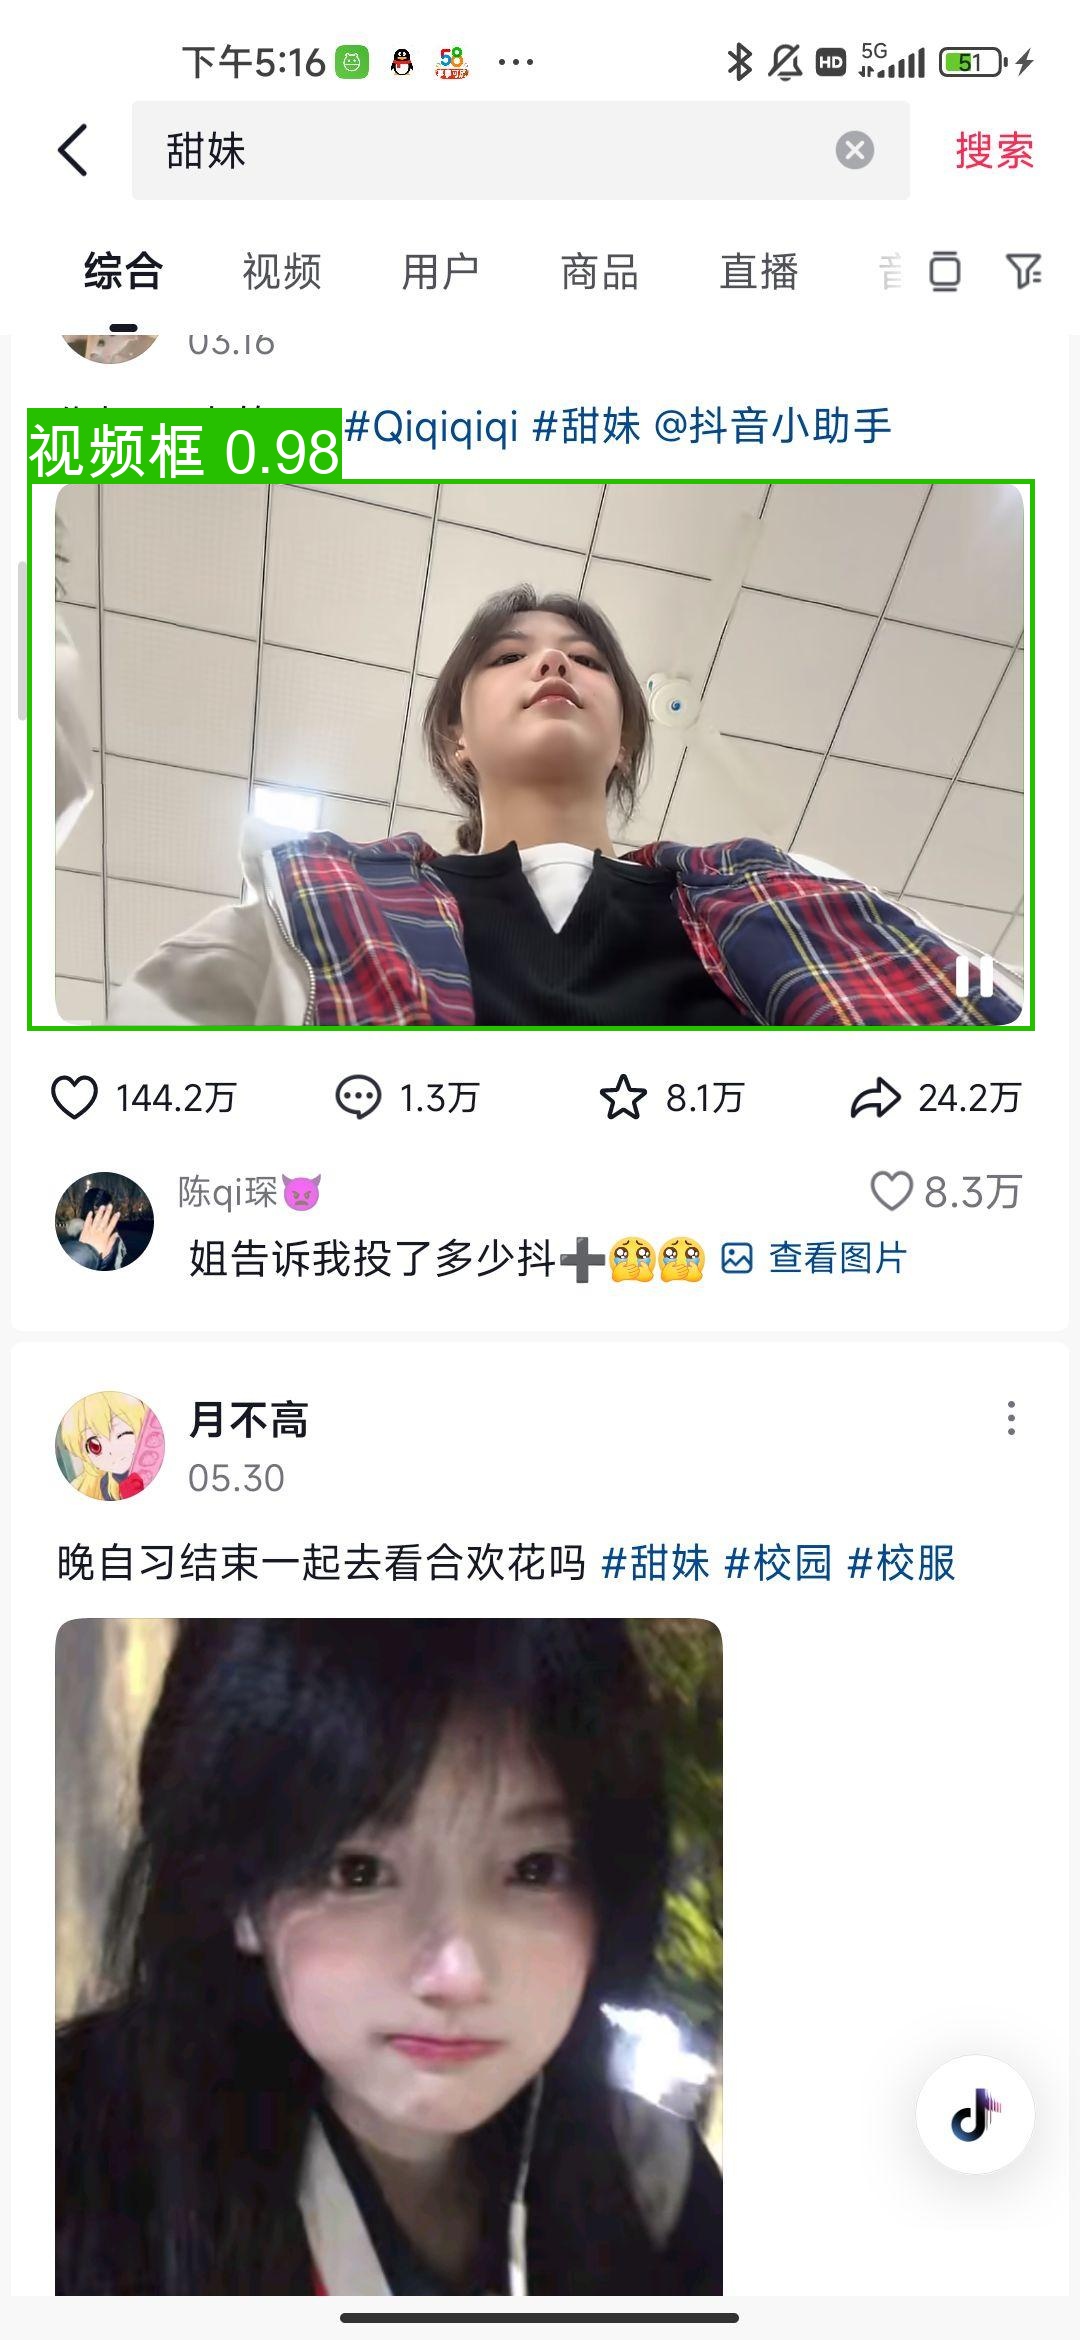 下午5:16 58 ... HD 5G 51
甜妹 搜索
综合 视频 用户 商品 直播
03.16
#Qiqiqiqi #甜妹 @抖音小助手
视频框 0.98
144.2万 1.3万 8.1万 24.2万
陈qi琛😈 8.3万
姐告诉我投了多少抖➕🥹🥹 查看图片
月不高
05.30
晚自习结束一起去看合欢花吗 #甜妹 #校园 #校服